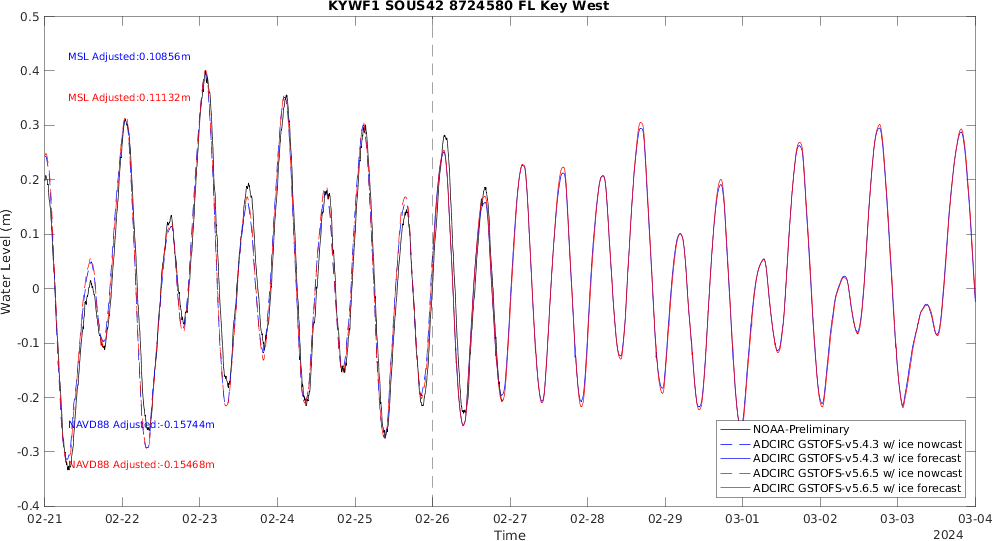 KYWF1 SOUS42 8724580 FL Key West
0.5
0.4
0.3
0.2
0.1
0
-0.1
-0.2
-0.3
-0.4
Water Level (m)
MSL Adjusted:0.10856m
MSL Adjusted:0.11132m
NAVD88 Adjusted:-0.15744m
NAVD88 Adjusted:-0.15468m
NOAA-Preliminary
ADCIRC GSTOFS-v5.4.3 w/ ice nowcast
ADCIRC GSTOFS-v5.4.3 w/ ice forecast
ADCIRC GSTOFS-v5.6.5 w/ ice nowcast
ADCIRC GSTOFS-v5.6.5 w/ ice forecast
02-21 02-22 02-23 02-24 02-25 02-26 02-27 02-28 02-29 03-01 03-02 03-03 03-04
Time
2024